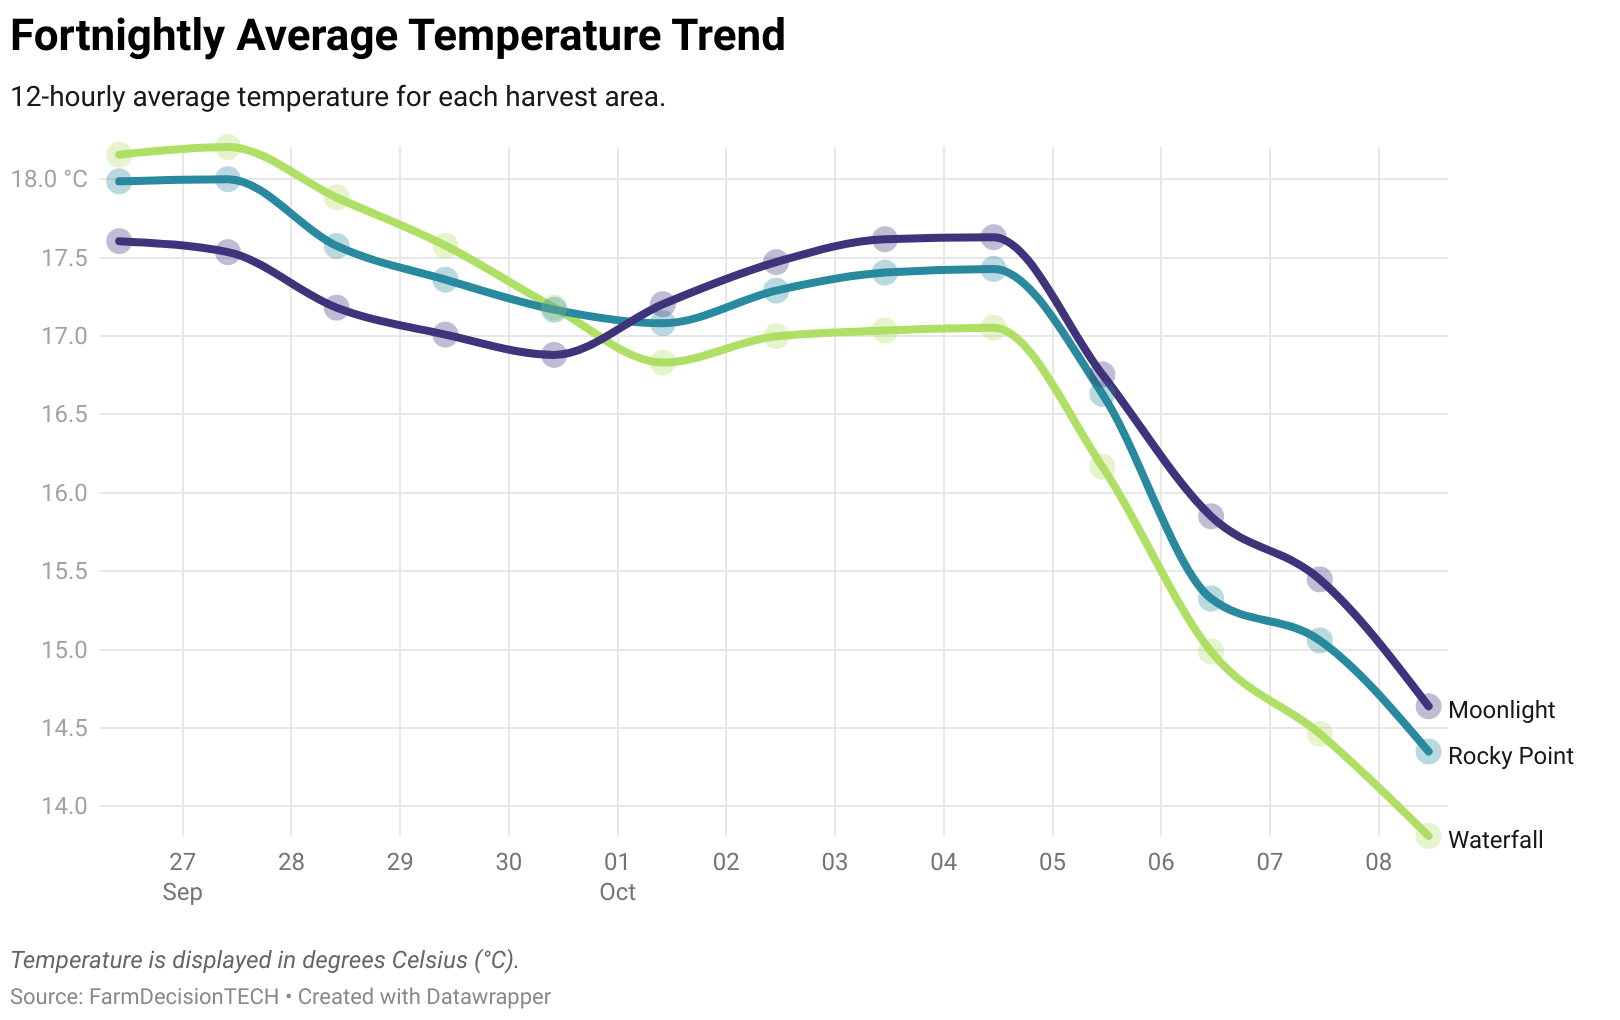 Fortnightly Average Temperature Trend
12-hourly average temperature for each harvest area.
18.0 °C
17.5
17.0
16.5
16.0
15.5
15.0
14.5
14.0
Moonlight
Rocky Point
Waterfall
27 28 29 30 01 02 03 04 05 06 07 08
Sep Oct
Temperature is displayed in degrees Celsius (°C).
Source: FarmDecisionTECH • Created with Datawrapper